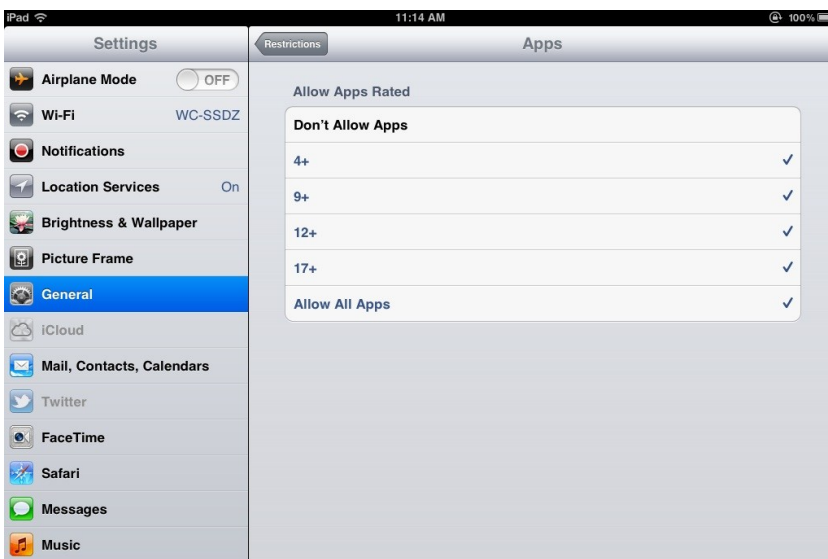 iPad 11:14 AM 100%
Settings
Restrictions Apps
Airplane Mode OFF
Wi-Fi WC-SSDZ
Notifications
Location Services On
Brightness & Wallpaper
Picture Frame
General
iCloud
Mail, Contacts, Calendars
Twitter
FaceTime
Safari
Messages
Music
Allow Apps Rated
Don't Allow Apps
4+
9+
12+
17+
Allow All Apps